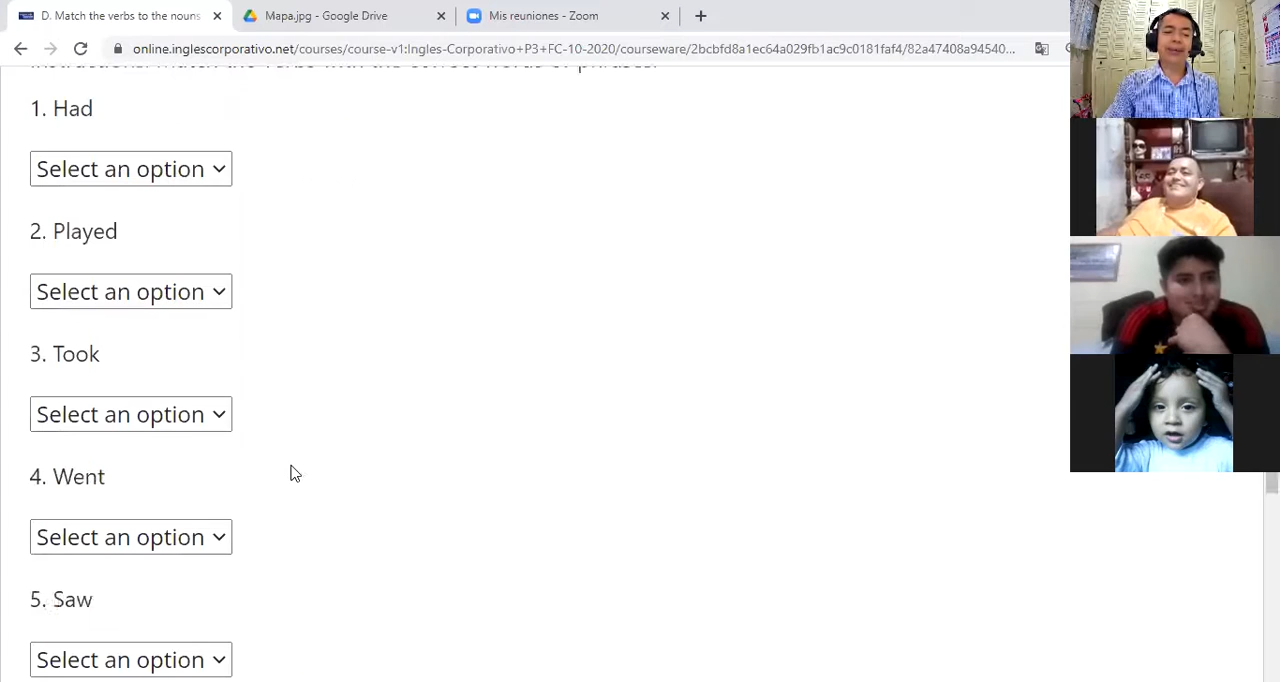 D. Match the verbs to the nouns
Mapa.jpg - Google Drive
Mis reuniones - Zoom
online.inglescorporativo.net/courses/course-v1:Ingles-Corporativo+P3+FC-10-2020/courseware/2bcbfd8a1ec64a029fb1ac9c0181faf4/82a47408a94540...
1. Had
Select an option
2. Played
Select an option
3. Took
Select an option
4. Went
Select an option
5. Saw
Select an option